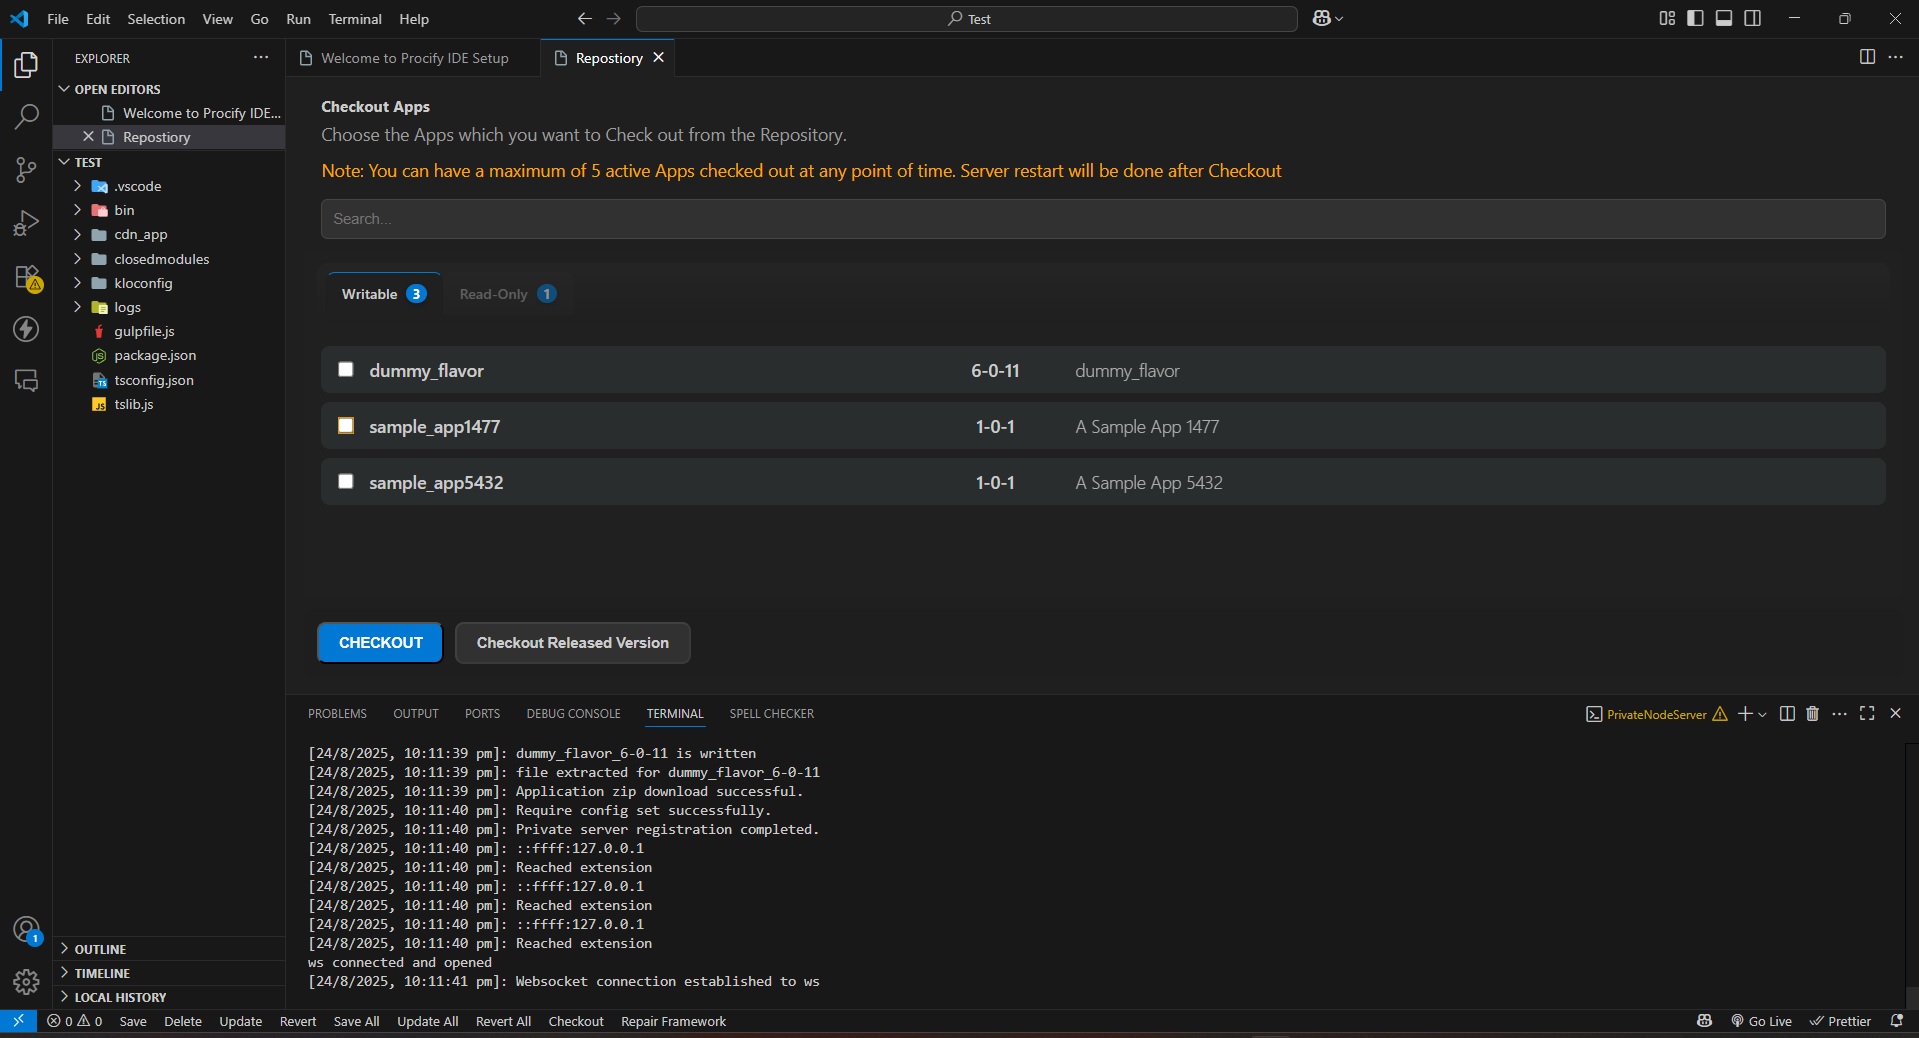 File Edit Selection View Go Run Terminal Help
Test
EXPLORER
Welcome to Procify IDE Setup
Repostiory
OPEN EDITORS
Welcome to Procify IDE...
Repostiory
TEST
.vscode
bin
cdn_app
closedmodules
kloconfig
logs
gulpfile.js
package.json
tsconfig.json
tslib.js
OUTLINE
TIMELINE
LOCAL HISTORY
1
Checkout Apps
Choose the Apps which you want to Check out from the Repository.
Note: You can have a maximum of 5 active Apps checked out at any point of time. Server restart will be done after Checkout
Search...
Writable 3 Read-Only 1
dummy_flavor 6-0-11 dummy_flavor
sample_app1477 1-0-1 A Sample App 1477
sample_app5432 1-0-1 A Sample App 5432
CHECKOUT Checkout Released Version
PROBLEMS OUTPUT PORTS DEBUG CONSOLE TERMINAL SPELL CHECKER PrivateNodeServer
[24/8/2025, 10:11:39 pm]: dummy_flavor_6-0-11 is written
[24/8/2025, 10:11:39 pm]: file extracted for dummy_flavor_6-0-11
[24/8/2025, 10:11:39 pm]: Application zip download successful.
[24/8/2025, 10:11:40 pm]: Require config set successfully.
[24/8/2025, 10:11:40 pm]: Private server registration completed.
[24/8/2025, 10:11:40 pm]: ::ffff:127.0.0.1
[24/8/2025, 10:11:40 pm]: Reached extension
[24/8/2025, 10:11:40 pm]: ::ffff:127.0.0.1
[24/8/2025, 10:11:40 pm]: Reached extension
[24/8/2025, 10:11:40 pm]: ::ffff:127.0.0.1
[24/8/2025, 10:11:40 pm]: Reached extension
ws connected and opened
[24/8/2025, 10:11:41 pm]: Websocket connection established to ws
0 0 Save Delete Update Revert Save All Update All Revert All Checkout Repair Framework Go Live Prettier